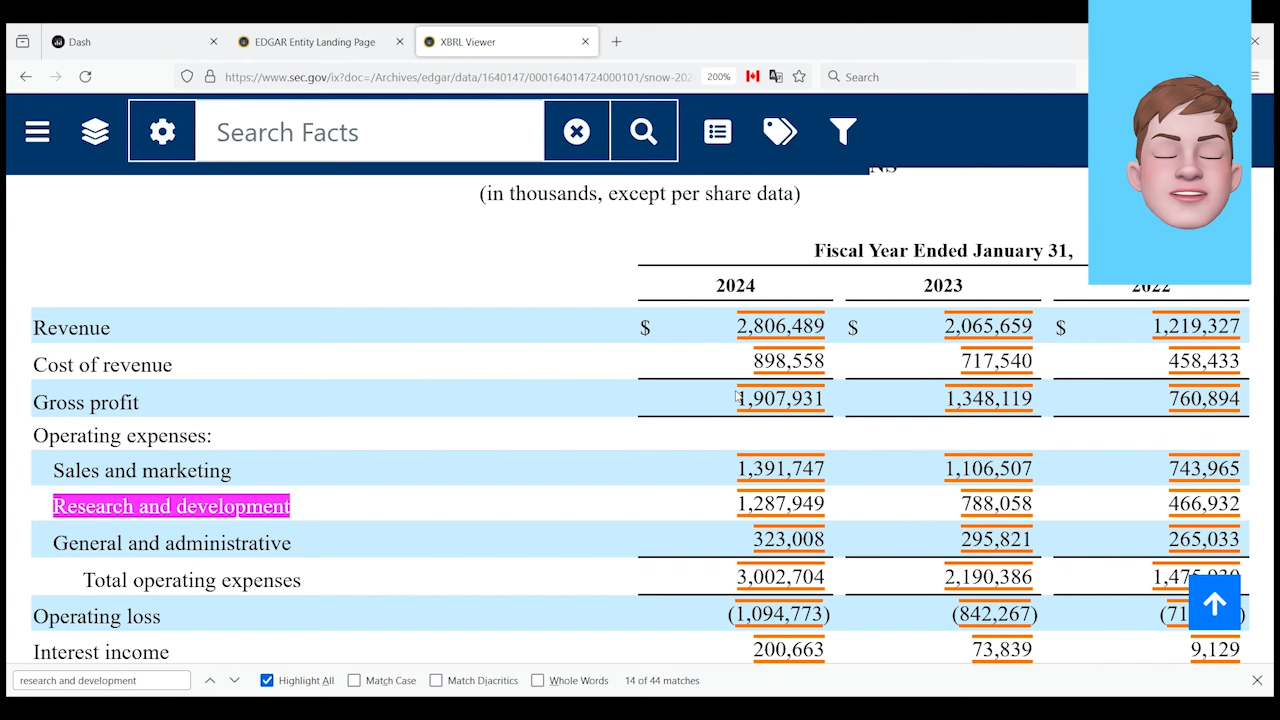 Dash
EDGAR Entity Landing Page
XBRL Viewer
https://www.sec.gov/ix?doc=/Archives/edgar/data/1640147/000164014724000101/snow-202
200%
Search
Search Facts
NS
(in thousands, except per share data)
Fiscal Year Ended January 31,
2024 2023 2022
Revenue $ 2,806,489 $ 2,065,659 $ 1,219,327
Cost of revenue 898,558 717,540 458,433
Gross profit 1,907,931 1,348,119 760,894
Operating expenses:
Sales and marketing 1,391,747 1,106,507 743,965
Research and development 1,287,949 788,058 466,932
General and administrative 323,008 295,821 265,033
Total operating expenses 3,002,704 2,190,386
Operating loss (1,094,773) (842,267)
Interest income 200,663 73,839 9,129
research and development
Highlight All
Match Case
Match Diacritics
Whole Words
14 of 44 matches